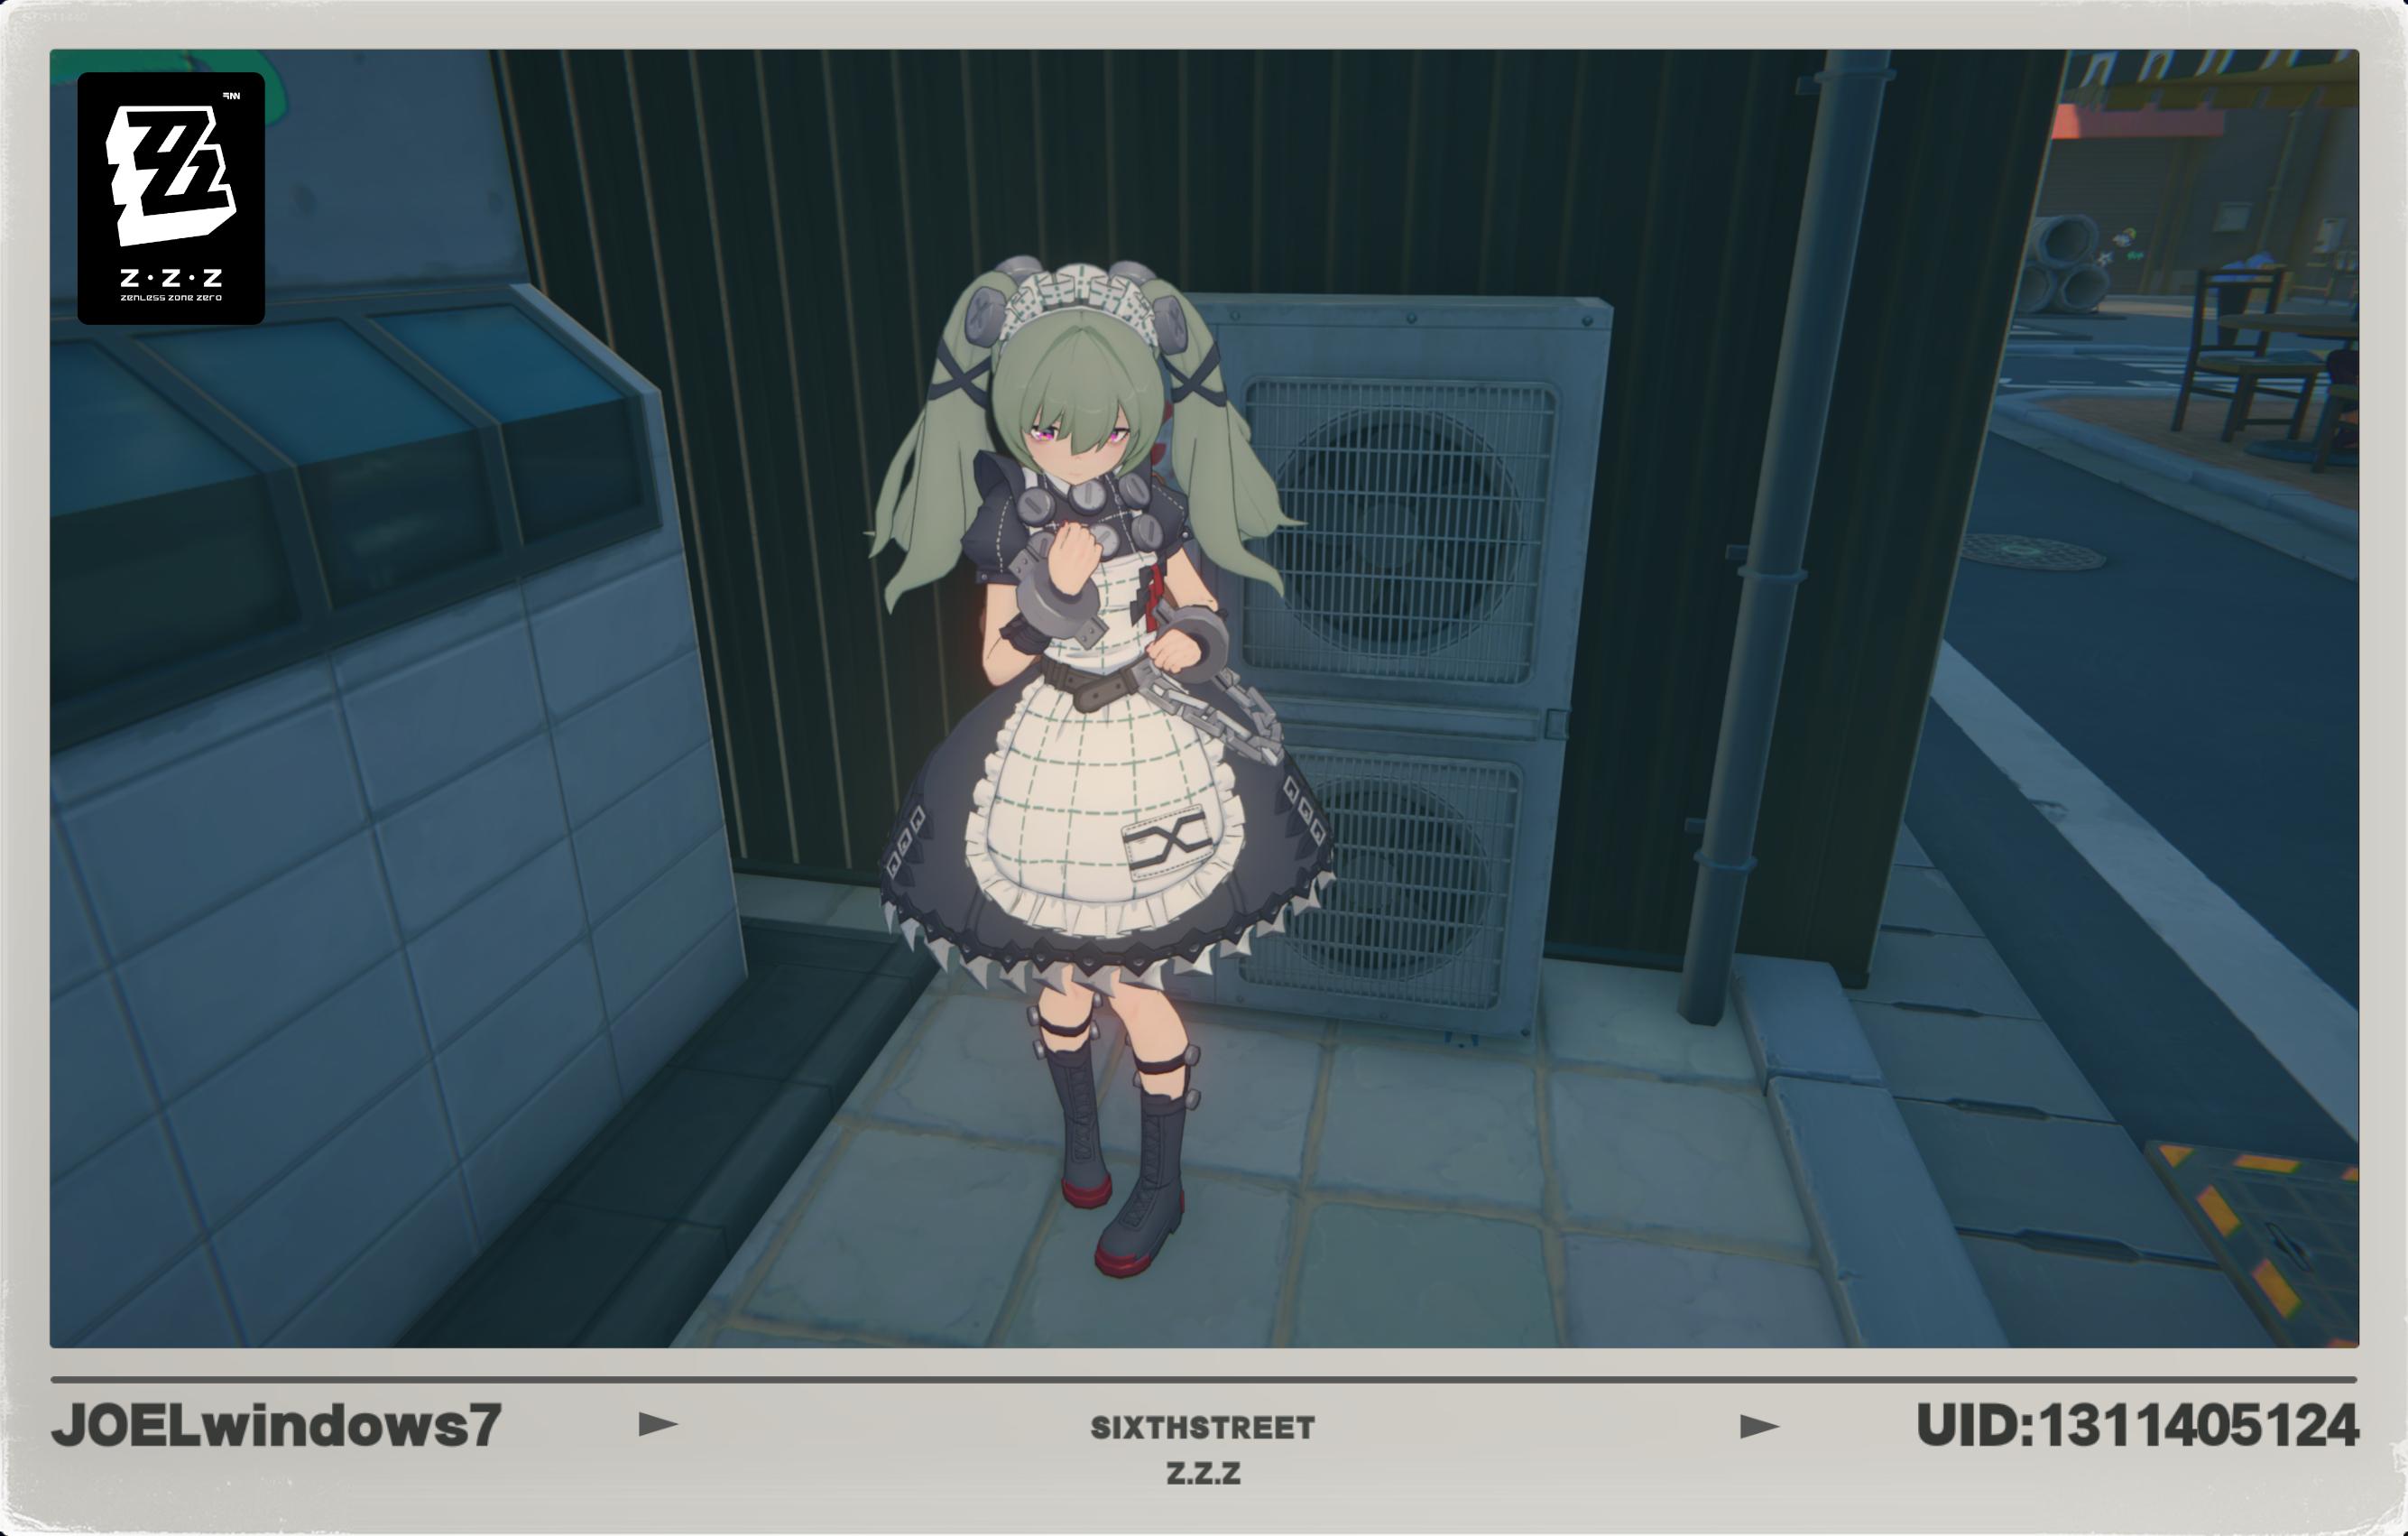 Z·Z·Z
ZENLESS ZONE ZERO
JOELwindows7
SIXTHSTREET
Z.Z.Z
UID:1311405124